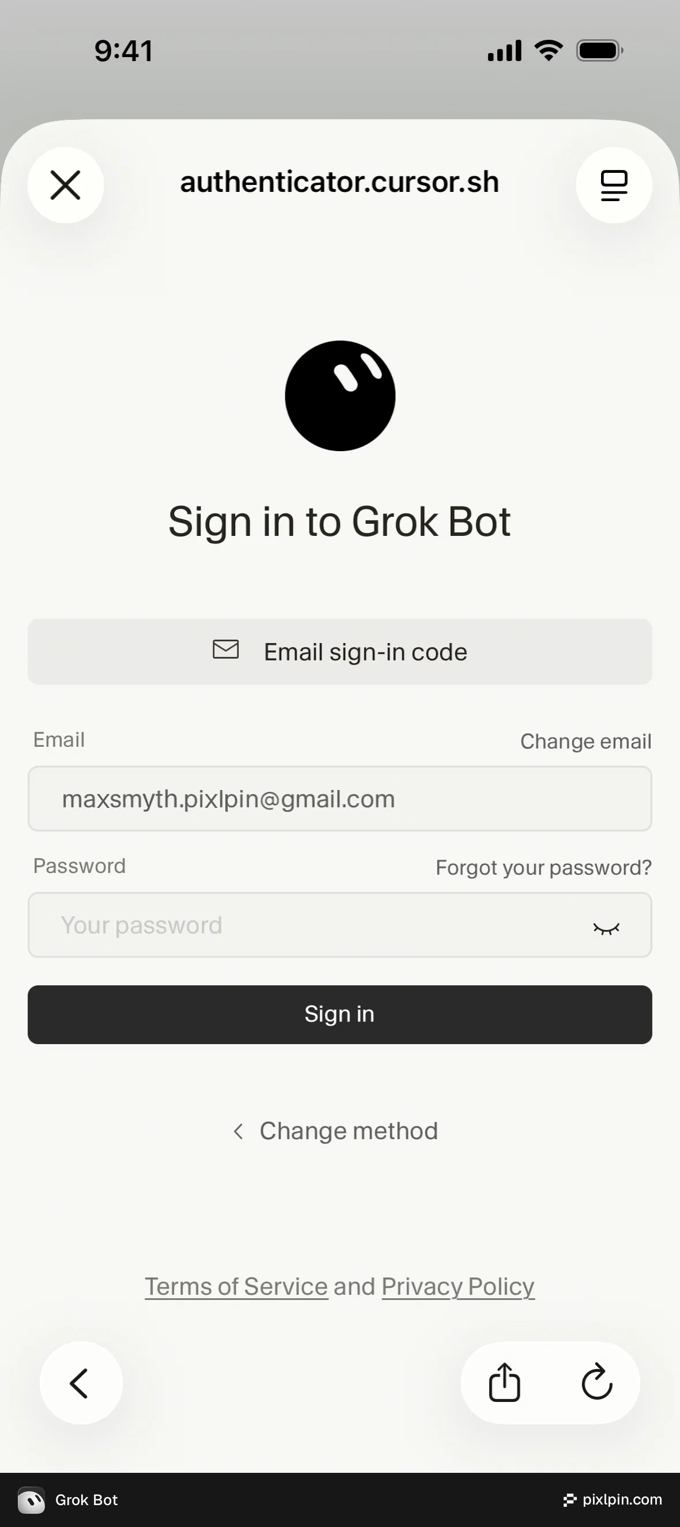 9:41
authenticator.cursor.sh
Sign in to Grok Bot
Email sign-in code
Email
Change email
maxsmyth.pixlpin@gmail.com
Password
Forgot your password?
Your password
Sign in
Change method
Terms of Service and Privacy Policy
Grok Bot
pixlpin.com